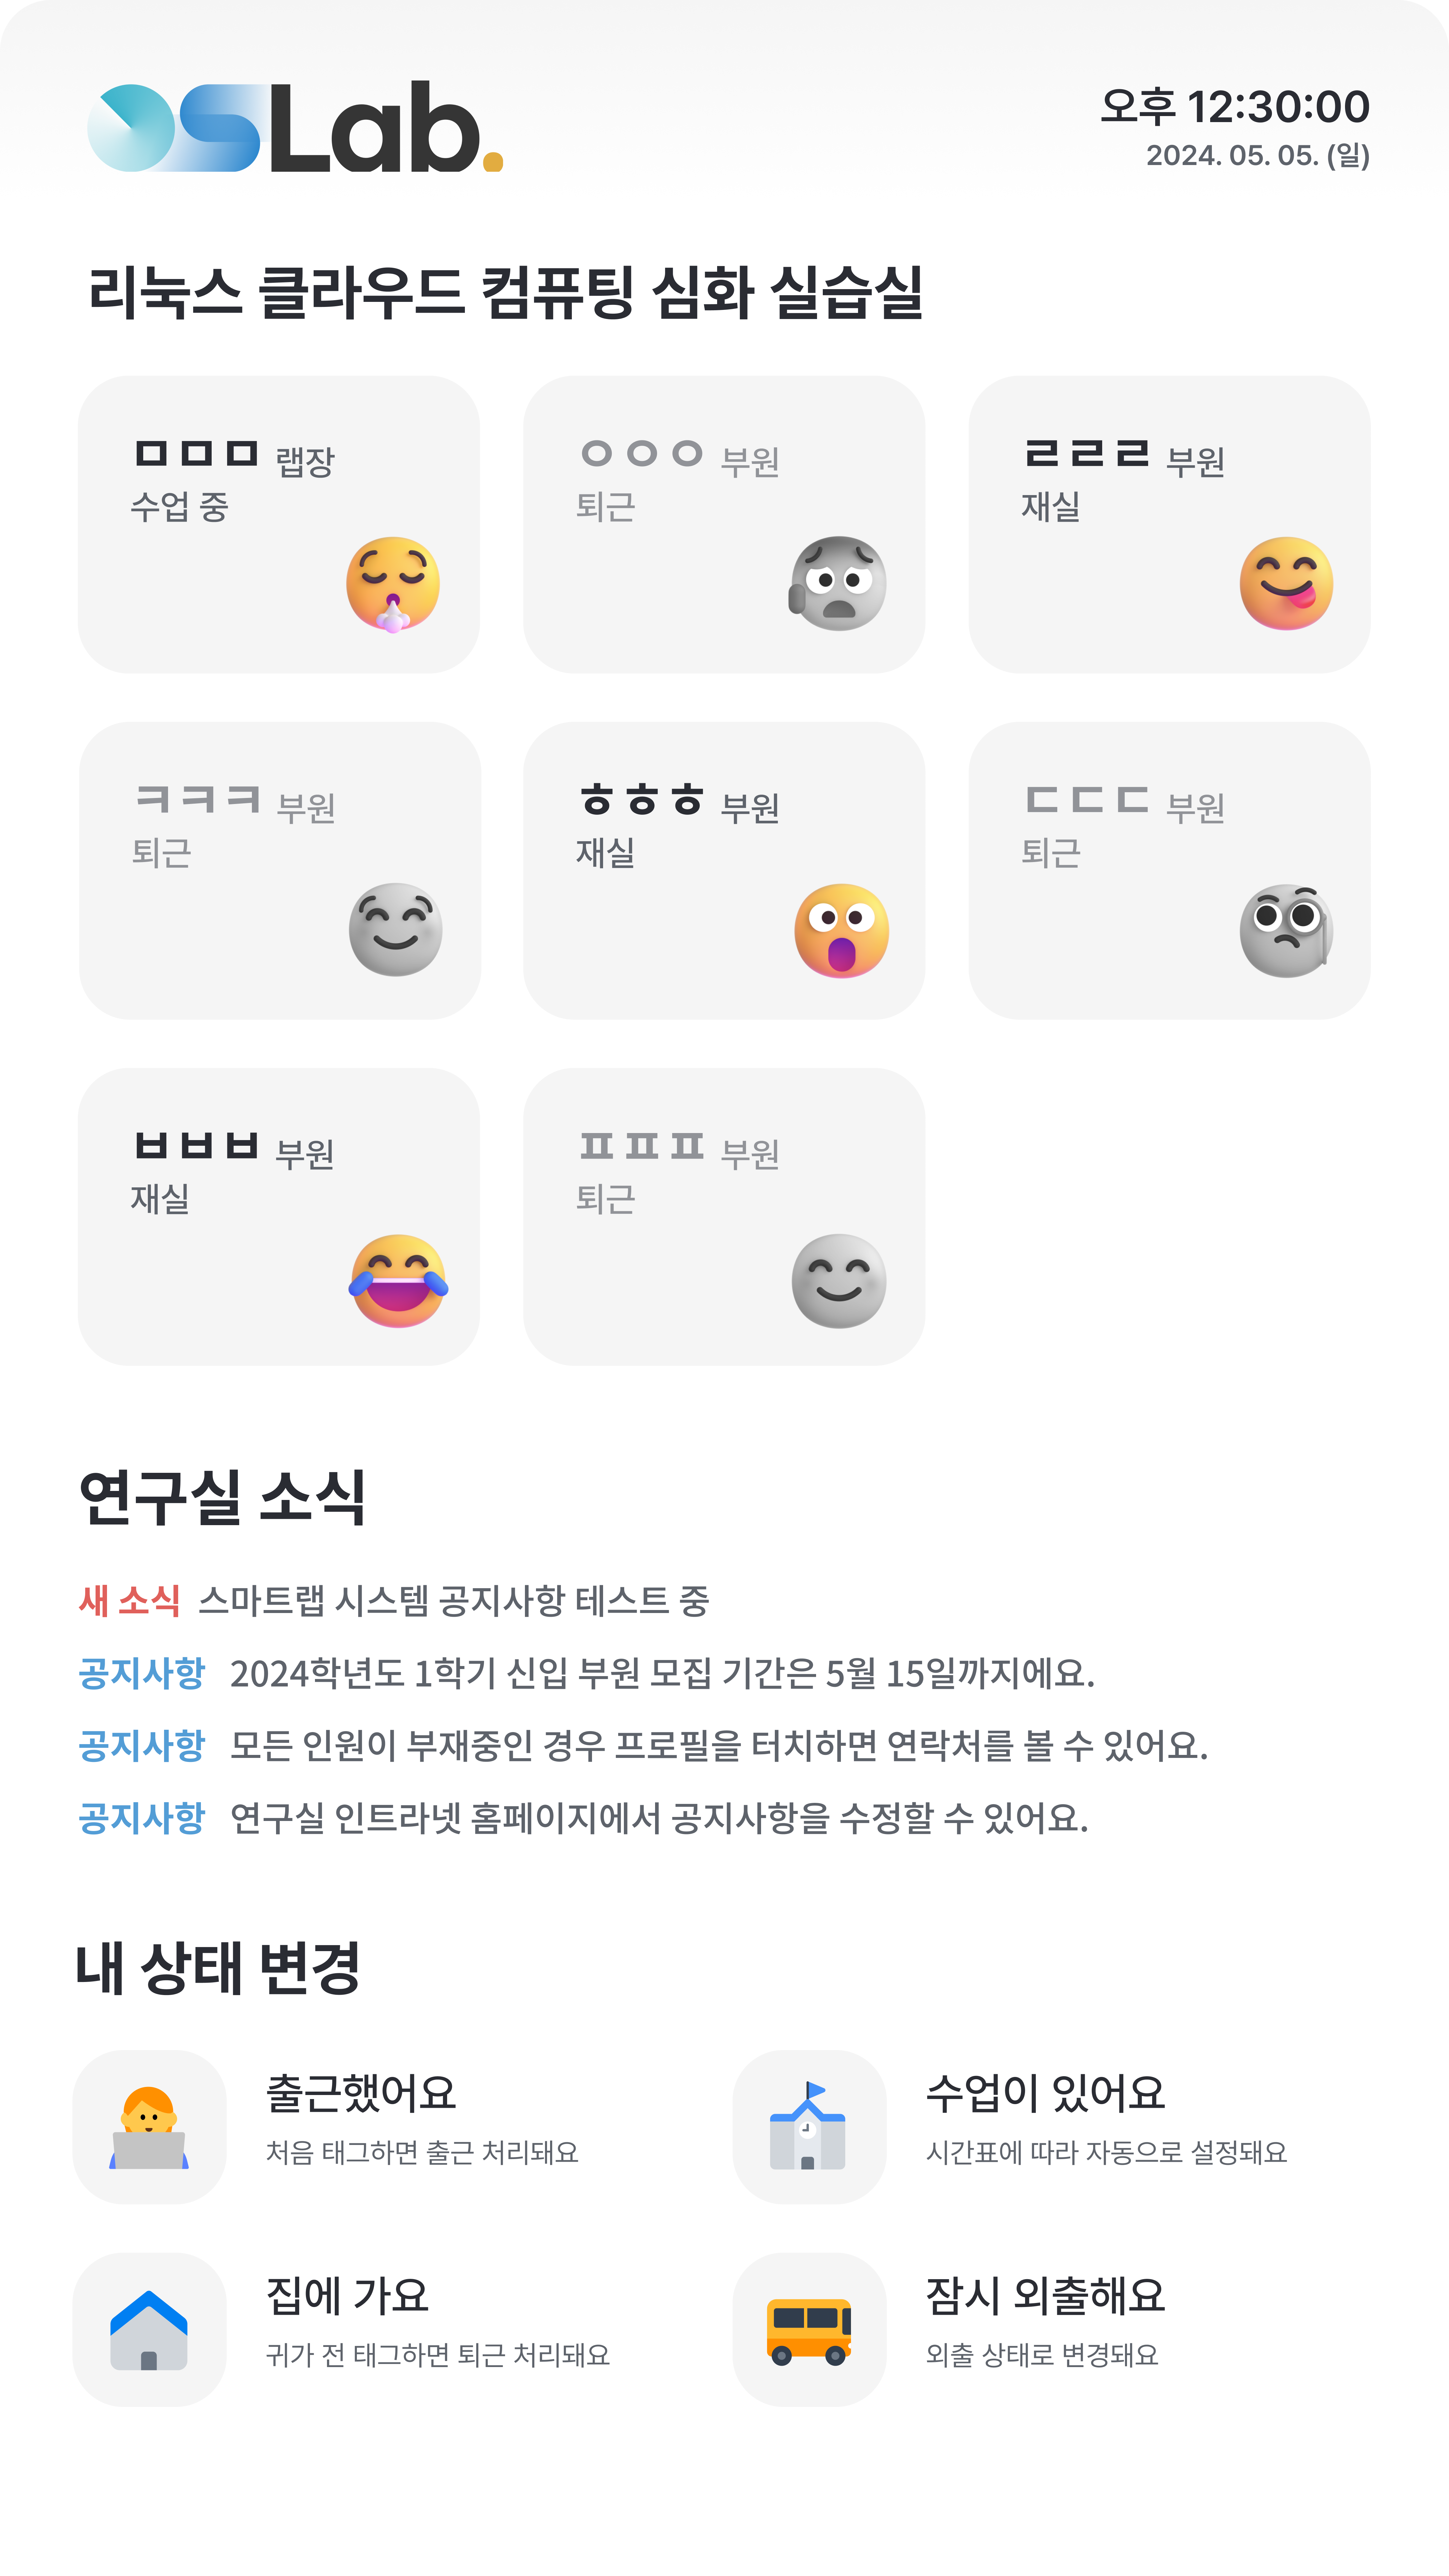 OSLab.
오후 12:30:00
2024. 05. 05. (일)
리눅스 클라우드 컴퓨팅 심화 실습실
ㅁㅁㅁ 랩장
수업 중
ㅇㅇㅇ 부원
퇴근
ㄹㄹㄹ 부원
재실
ㅋㅋㅋ 부원
퇴근
ㅎㅎㅎ 부원
재실
ㄷㄷㄷ 부원
퇴근
ㅂㅂㅂ 부원
재실
ㅍㅍㅍ 부원
퇴근
연구실 소식
새 소식 스마트랩 시스템 공지사항 테스트 중
공지사항 2024학년도 1학기 신입 부원 모집 기간은 5월 15일까지에요.
공지사항 모든 인원이 부재중인 경우 프로필을 터치하면 연락처를 볼 수 있어요.
공지사항 연구실 인트라넷 홈페이지에서 공지사항을 수정할 수 있어요.
내 상태 변경
출근했어요
처음 태그하면 출근 처리돼요
수업이 있어요
시간표에 따라 자동으로 설정돼요
집에 가요
귀가 전 태그하면 퇴근 처리돼요
잠시 외출해요
외출 상태로 변경돼요